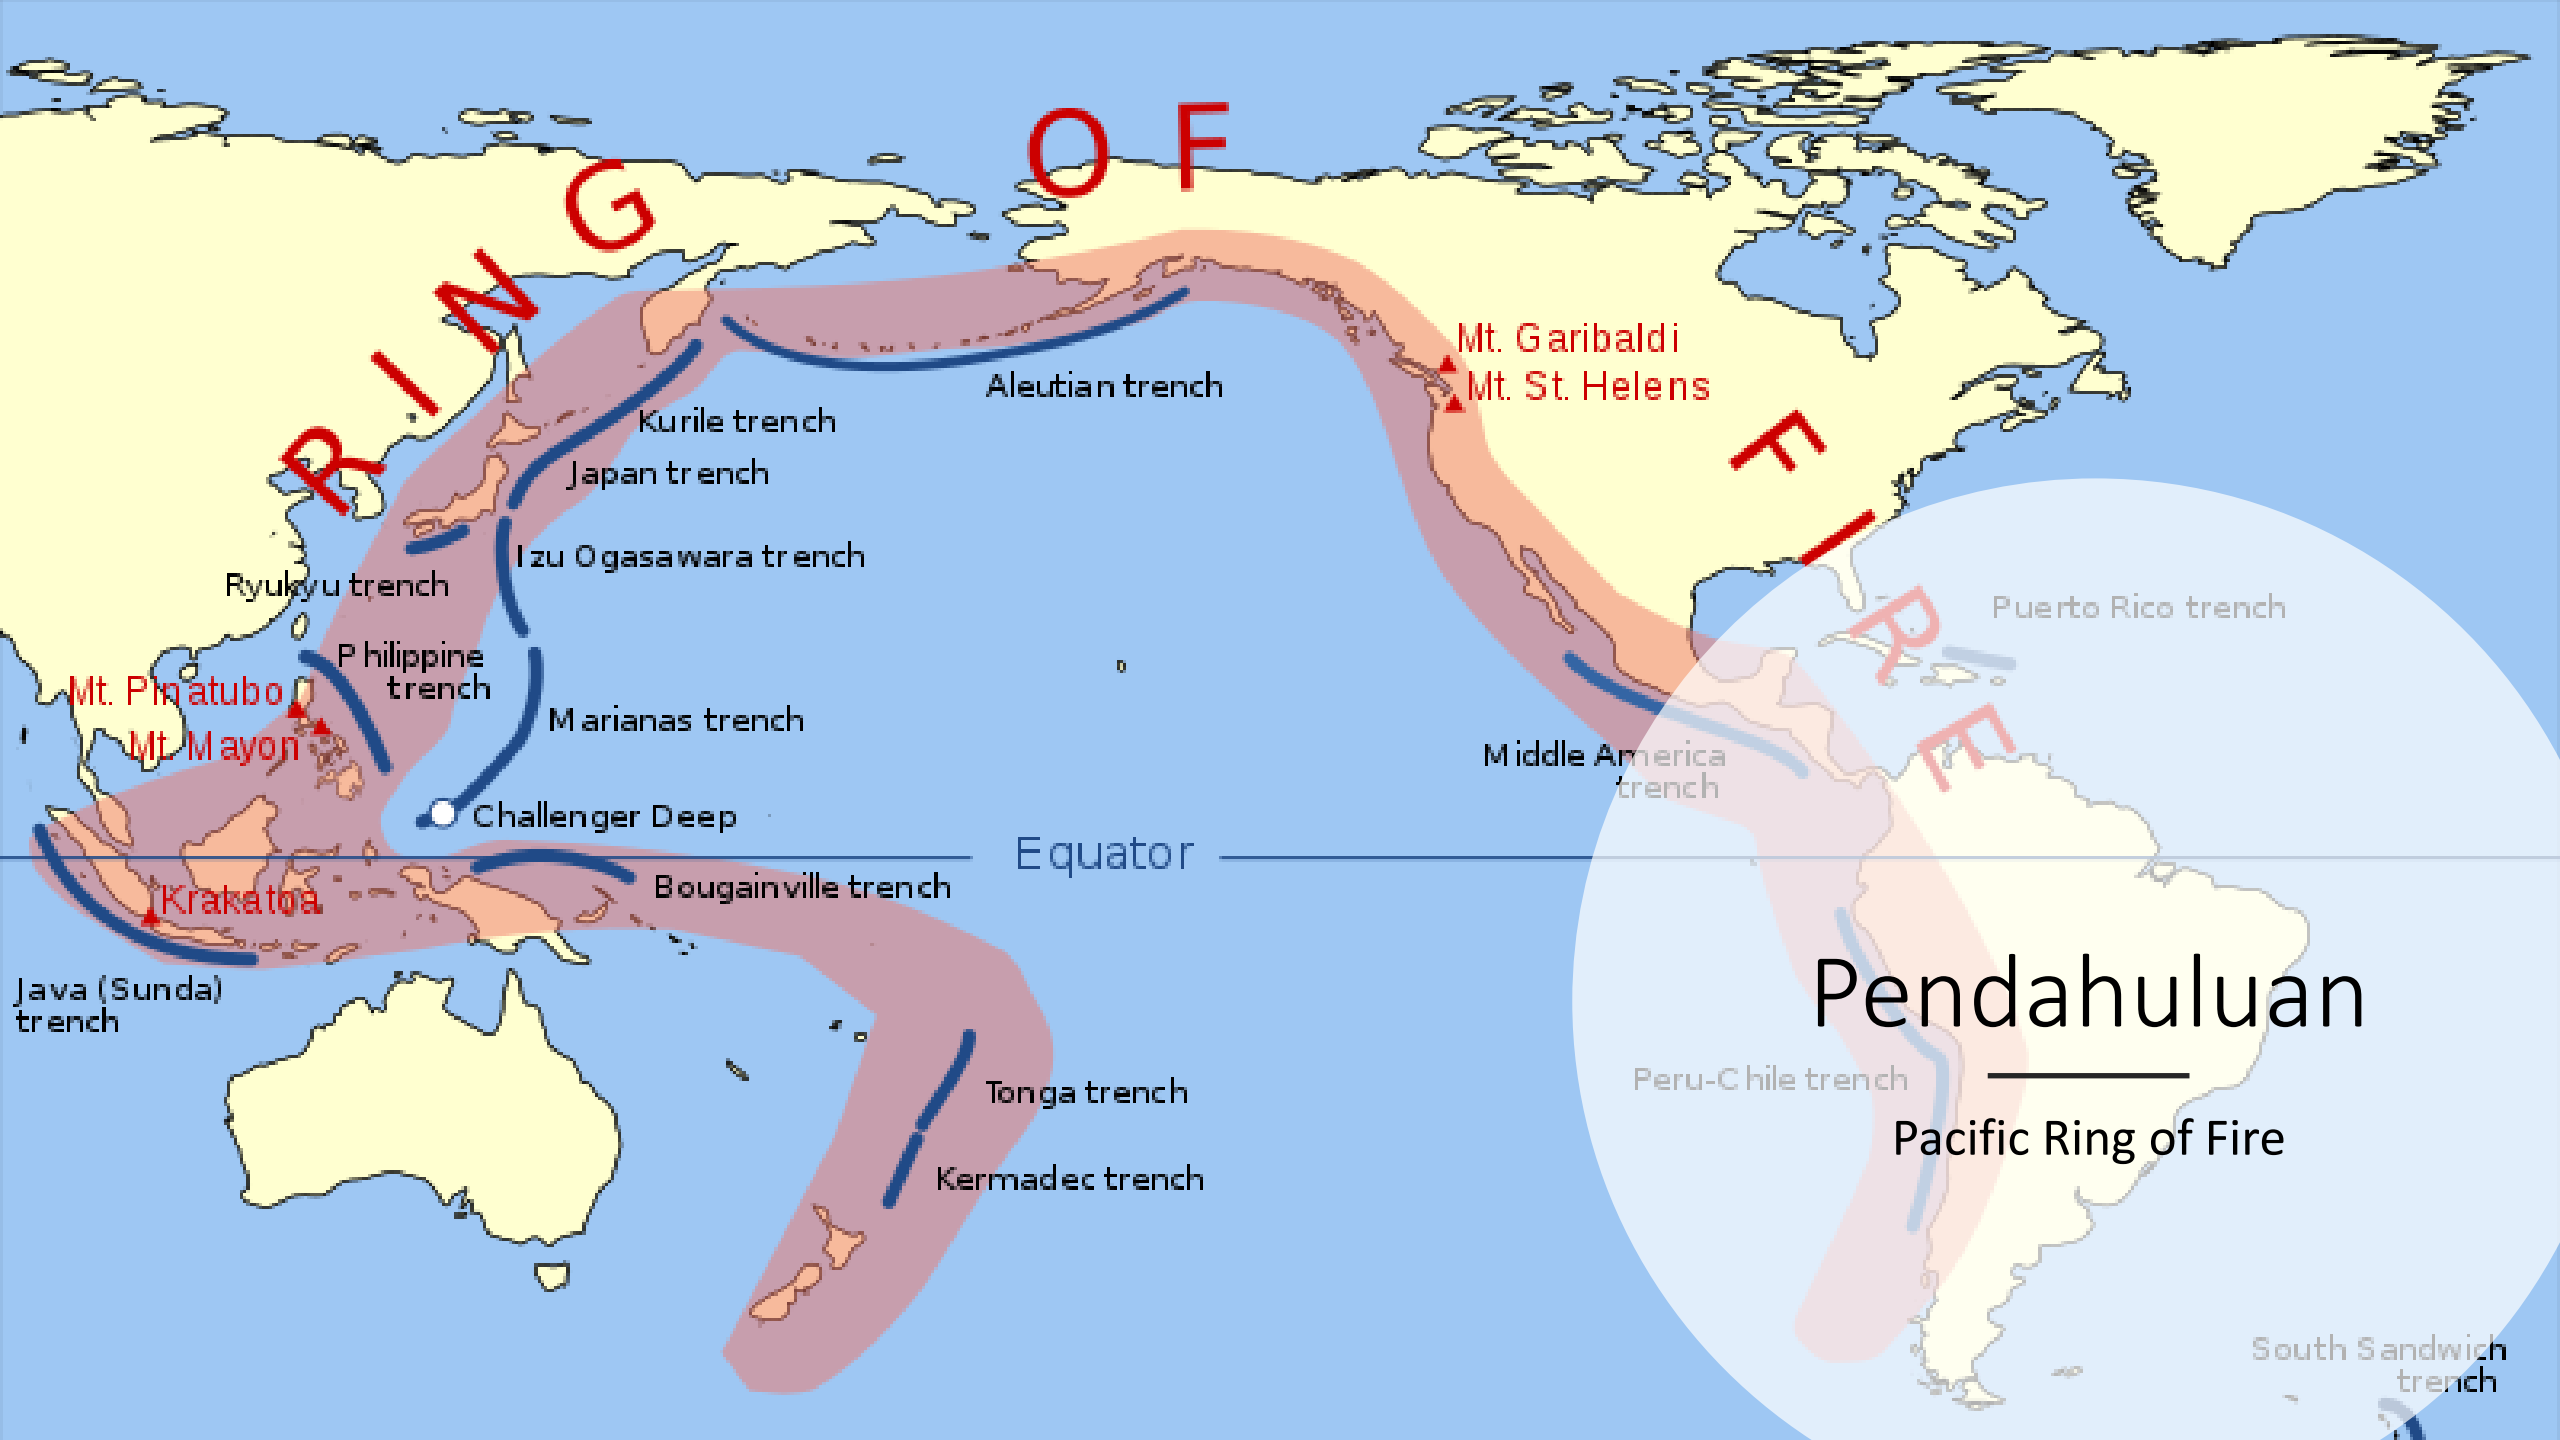 RING OF FIRE
Mt. Garibaldi
Mt. St. Helens
Aleutian trench
Kurile trench
Japan trench
Izu Ogasawara trench
Ryukyu trench
Puerto Rico trench
Philippine
trench
Mt. Pinatubo
Mt. Mayon
Marianas trench
Middle America
trench
Challenger Deep
Equator
Bougainville trench
Krakatoa
Java (Sunda)
trench
Pendahuluan
Peru-Chile trench
Tonga trench
Pacific Ring of Fire
Kermadec trench
South Sandwich
trench